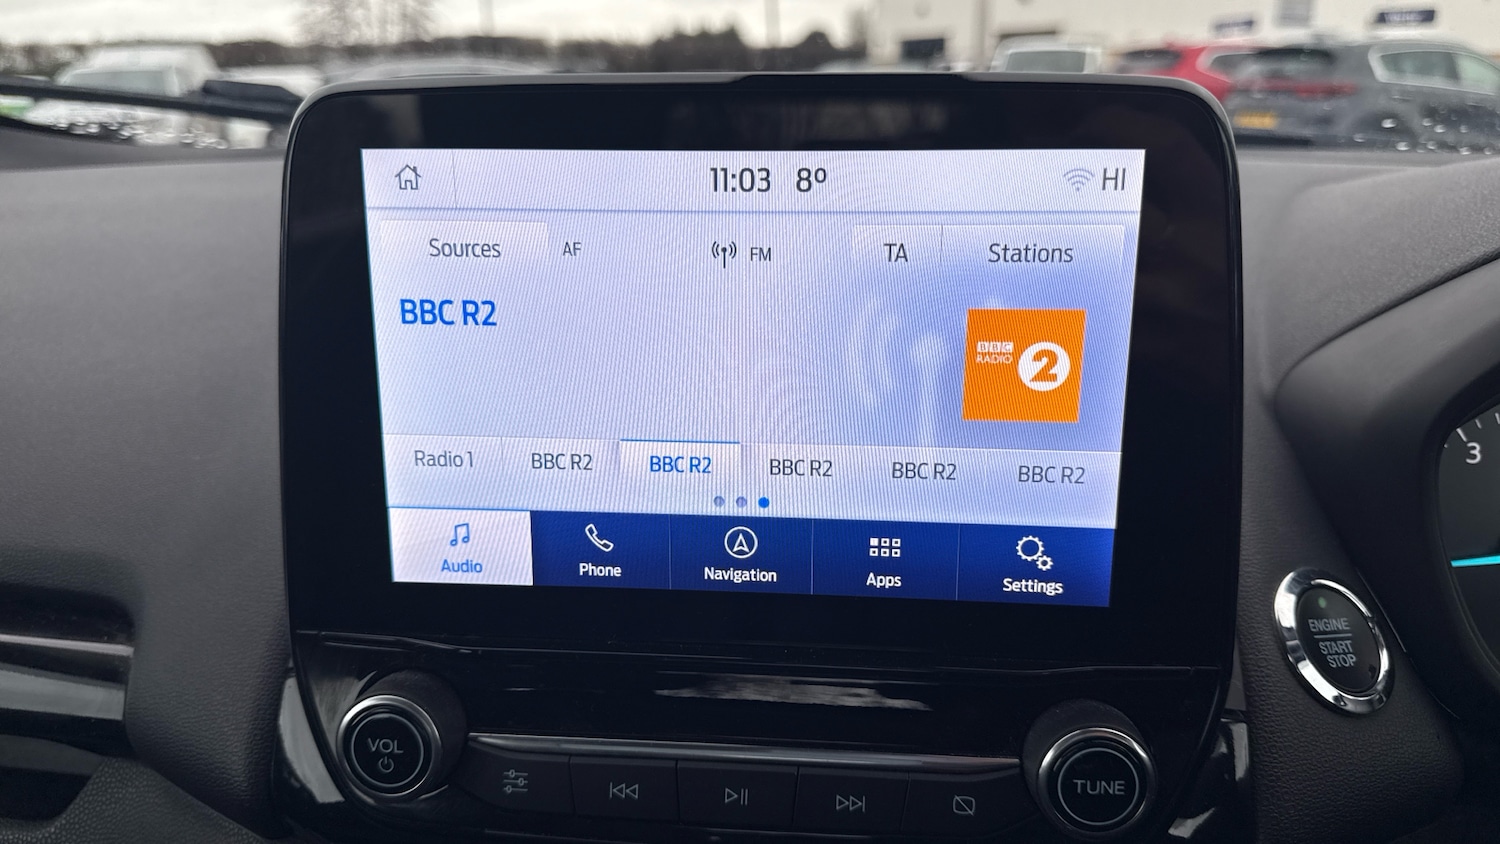 11:03 8º HI
Sources AF FM TA Stations
BBC R2
BBC
RADIO 2
Radio 1 BBC R2 BBC R2 BBC R2 BBC R2 BBC R2
Audio Phone Navigation Apps Settings
3
ENGINE
START
STOP
VOL
TUNE